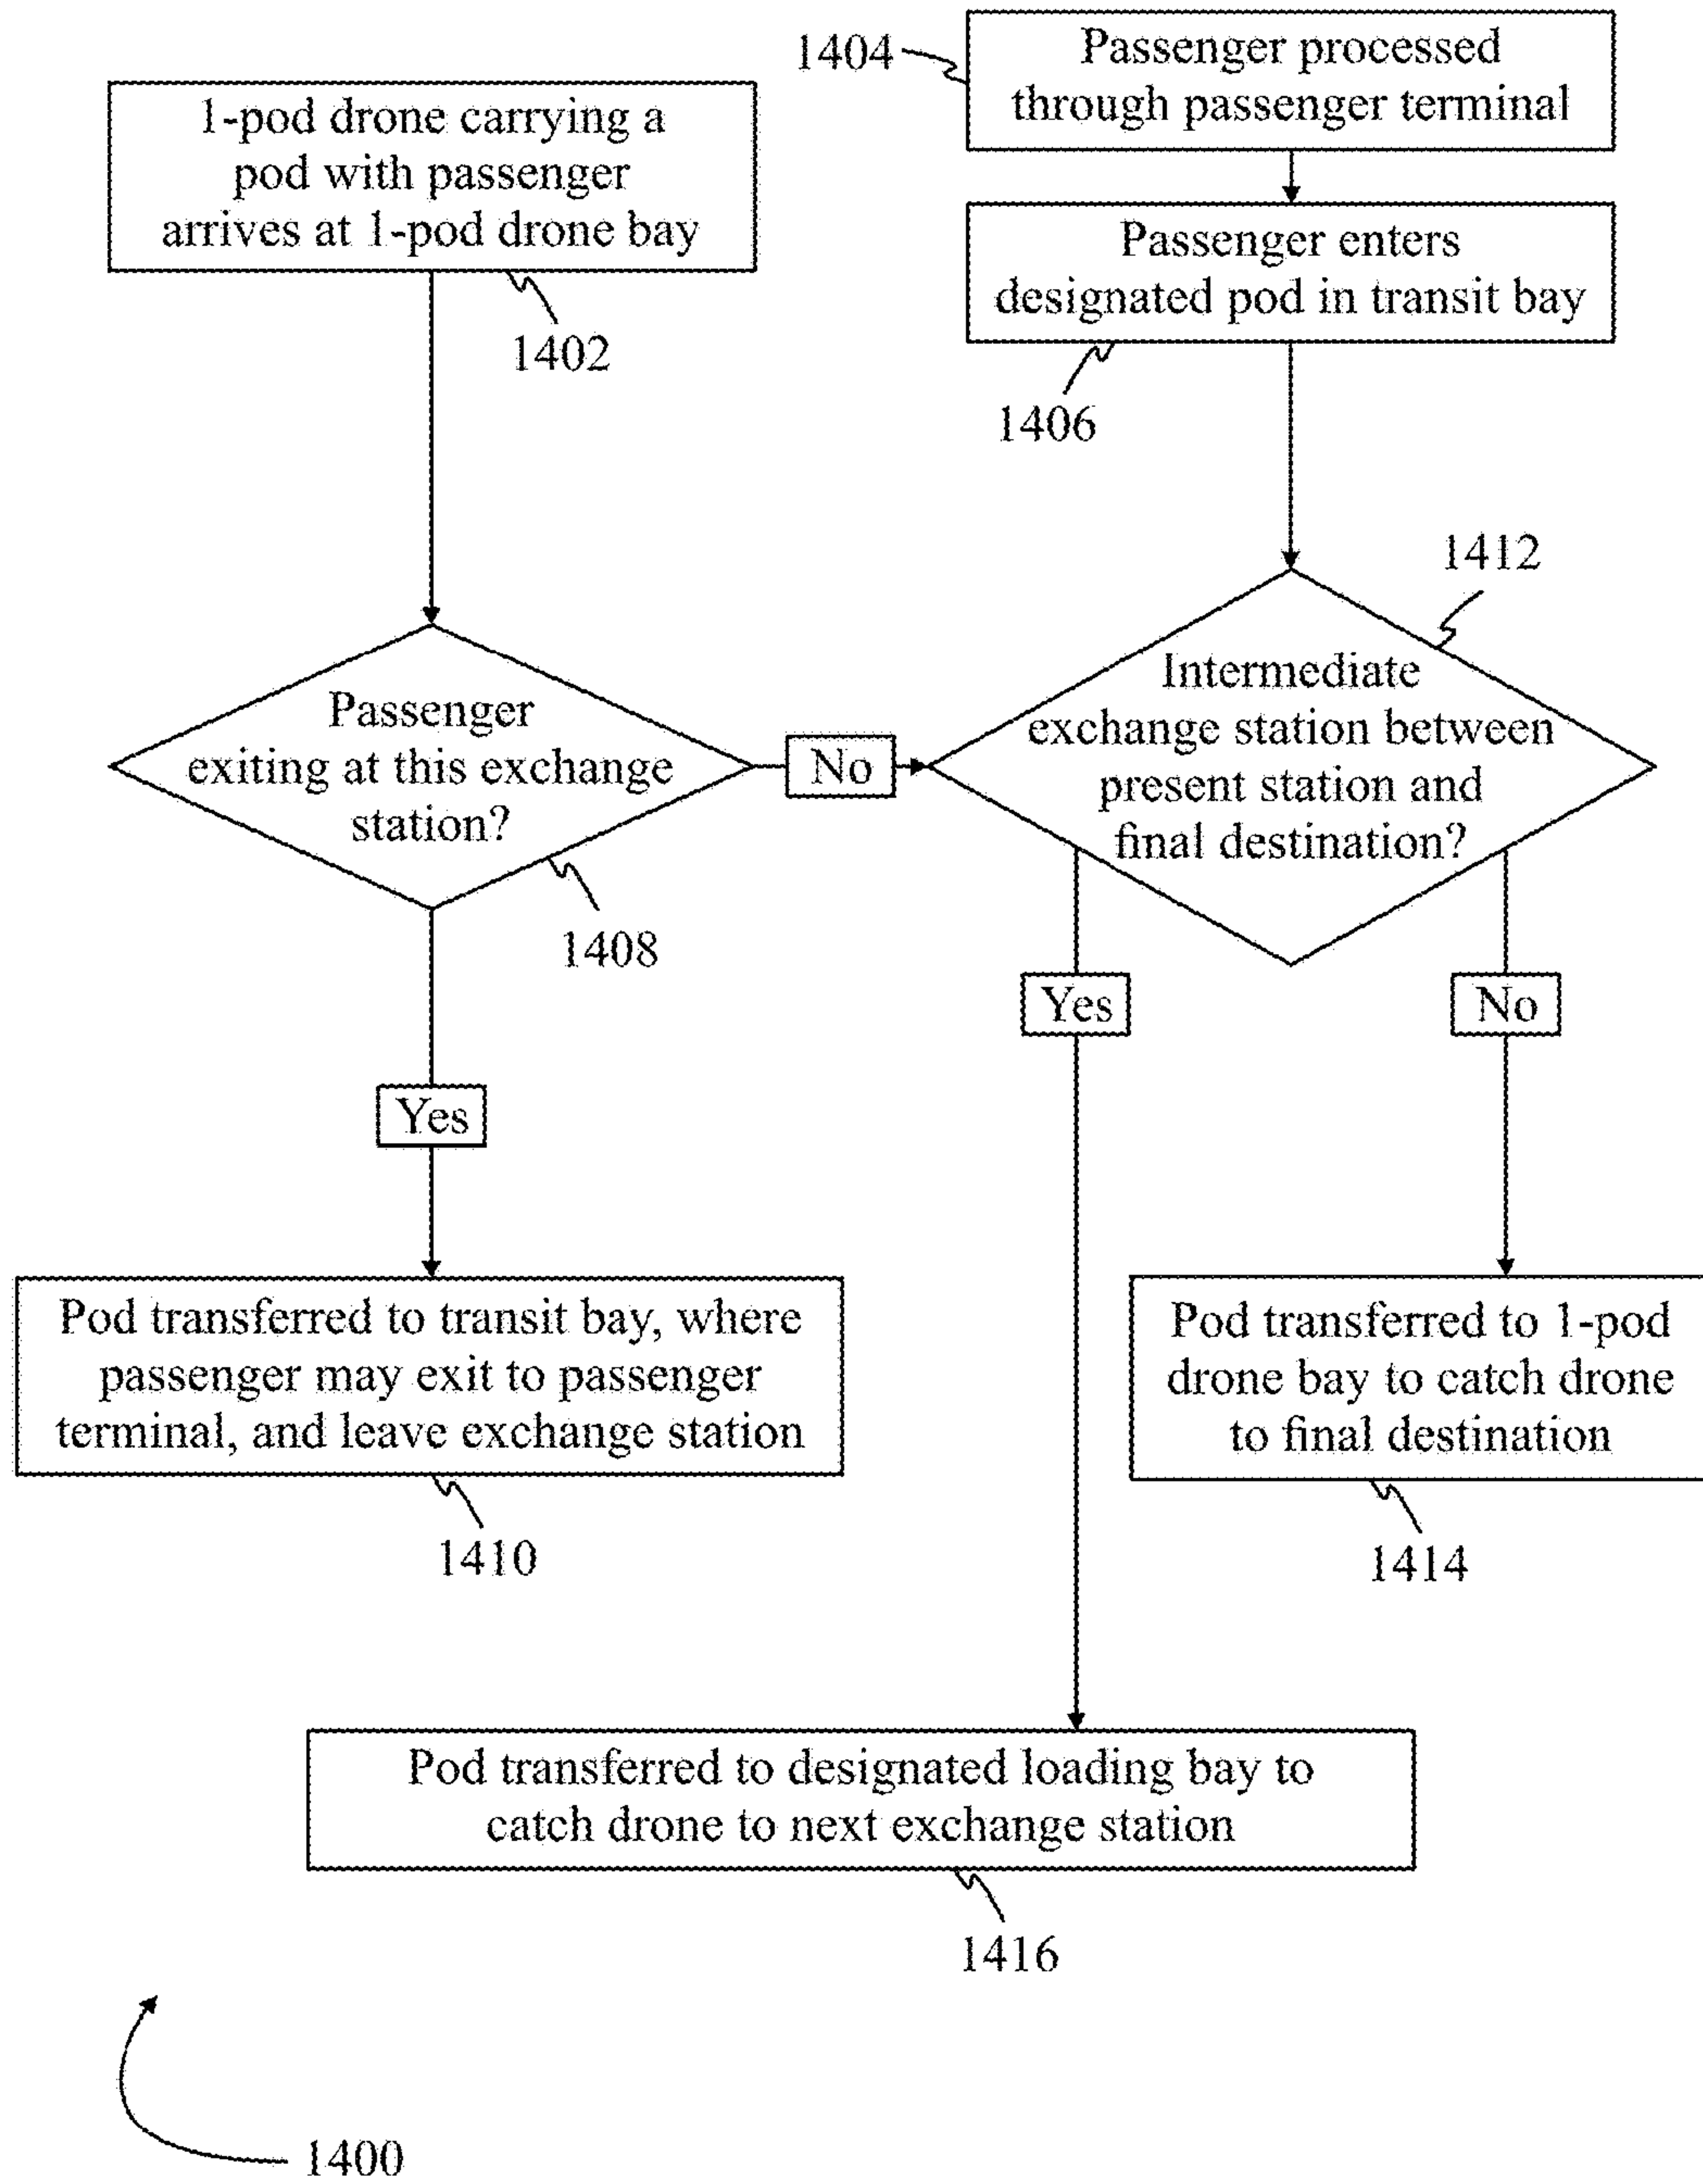 1404
Passenger processed
through passenger terminal
1-pod drone carrying a
pod with passenger
arrives at 1-pod drone bay
1402
Passenger enters
designated pod in transit bay
1406
1412
Passenger
exiting at this exchange
station?
1408
No
Intermediate
exchange station between
present station and
final destination?
Yes
No
Yes
Pod transferred to transit bay, where
passenger may exit to passenger
terminal, and leave exchange station
1410
Pod transferred to 1-pod
drone bay to catch drone
to final destination
1414
Pod transferred to designated loading bay to
catch drone to next exchange station
1416
1400